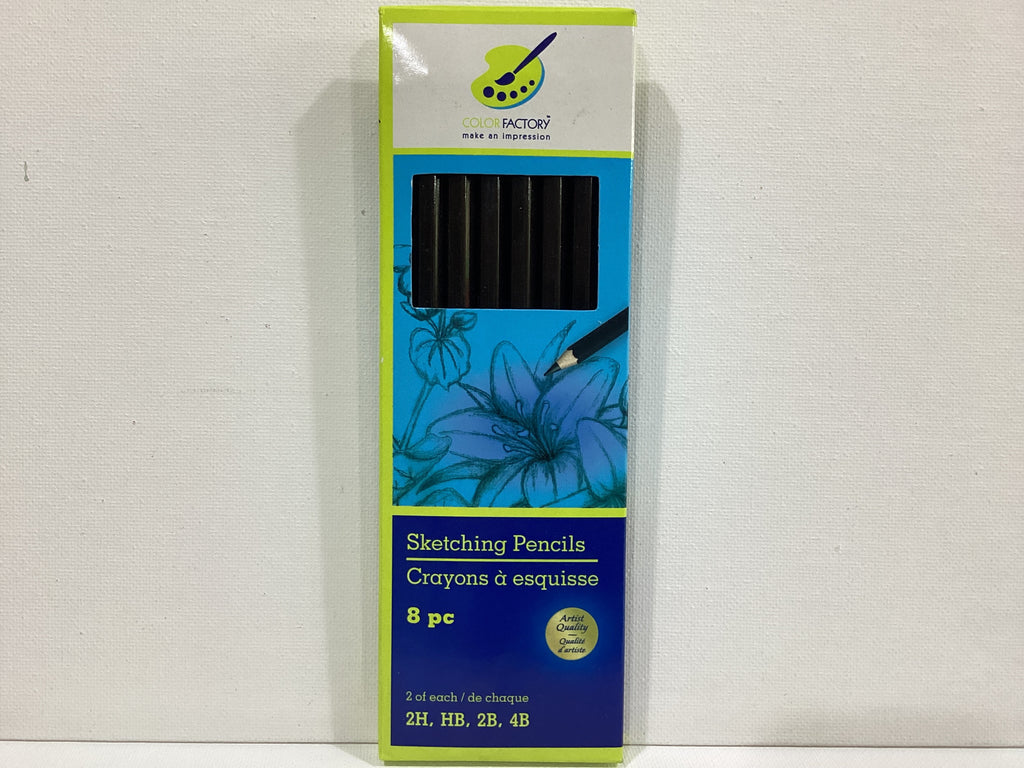 COLOR FACTORY™
make an impression
Sketching Pencils
Crayons à esquisse
8 pc
Artist
Quality
Qualité
d'artiste
2 of each / de chaque
2H, HB, 2B, 4B